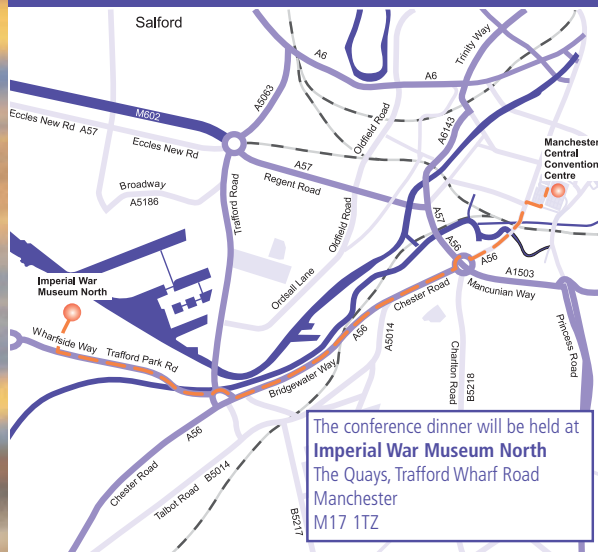 Salford
A6
A6
Trinity Way
A5063
Oldfield Road
A6143
M602
Eccles New Rd A57
Eccles New Rd
A57
Regent Road
Manchester
Central
Convention
Centre
Broadway
A5186
Trafford Road
Oldfield Road
A57
A56
A56
Ordsall Lane
A1503
Mancunian Way
Imperial War
Museum North
Chester Road
A56
A5014
Charlton Road
B5218
Princess Road
Wharfside Way
Trafford Park Rd
Bridgewater Way
A56
Chester Road
Talbot Road
B5014
B5217
The conference dinner will be held at
Imperial War Museum North
The Quays, Trafford Wharf Road
Manchester
M17 1TZ